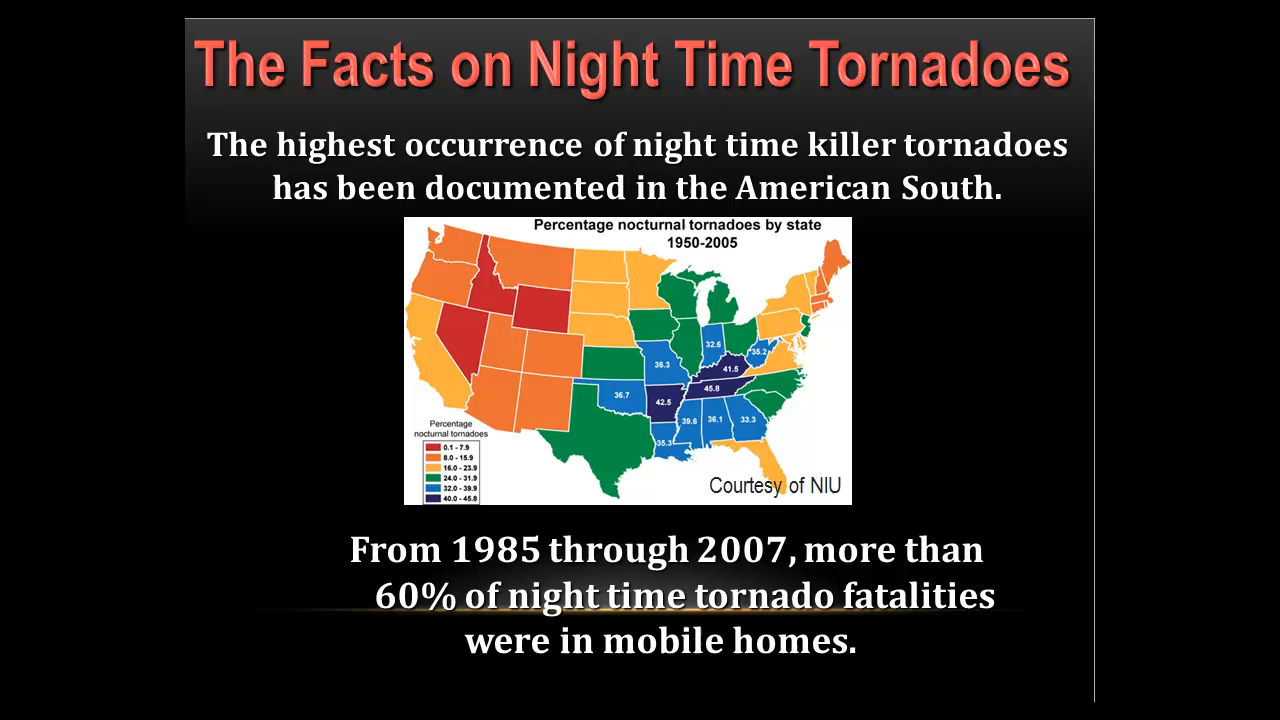 The Facts on Night Time Tornadoes
The highest occurrence of night time killer tornadoes
has been documented in the American South.
Percentage nocturnal tornadoes by state
1950-2005
32.6
35.2
36.3
41.5
45.8
36.7
42.5
39.6
36.1
33.3
35.3
Percentage
nocturnal tornadoes
0.1 - 7.9
8.0 - 15.9
16.0 - 23.9
24.0 - 31.9
32.0 - 39.9
40.0 - 45.8
Courtesy of NIU
From 1985 through 2007, more than
60% of night time tornado fatalities
were in mobile homes.